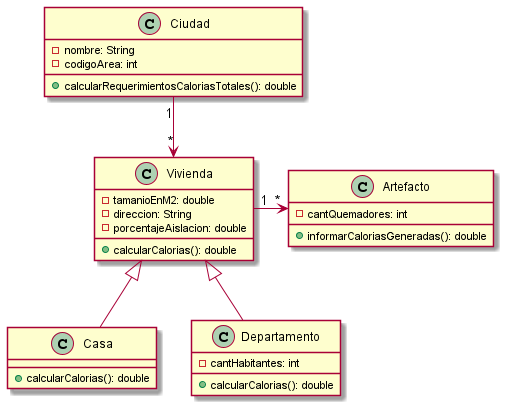 C Ciudad
nombre: String
codigoArea: int
calcularRequerimientosCaloriasTotales(): double
1
*
C Vivienda
tamanioEnM2: double
direccion: String
porcentajeAislacion: double
calcularCalorias(): double
1 *
C Artefacto
cantQuemadores: int
informarCaloriasGeneradas(): double
C Casa
calcularCalorias(): double
C Departamento
cantHabitantes: int
calcularCalorias(): double